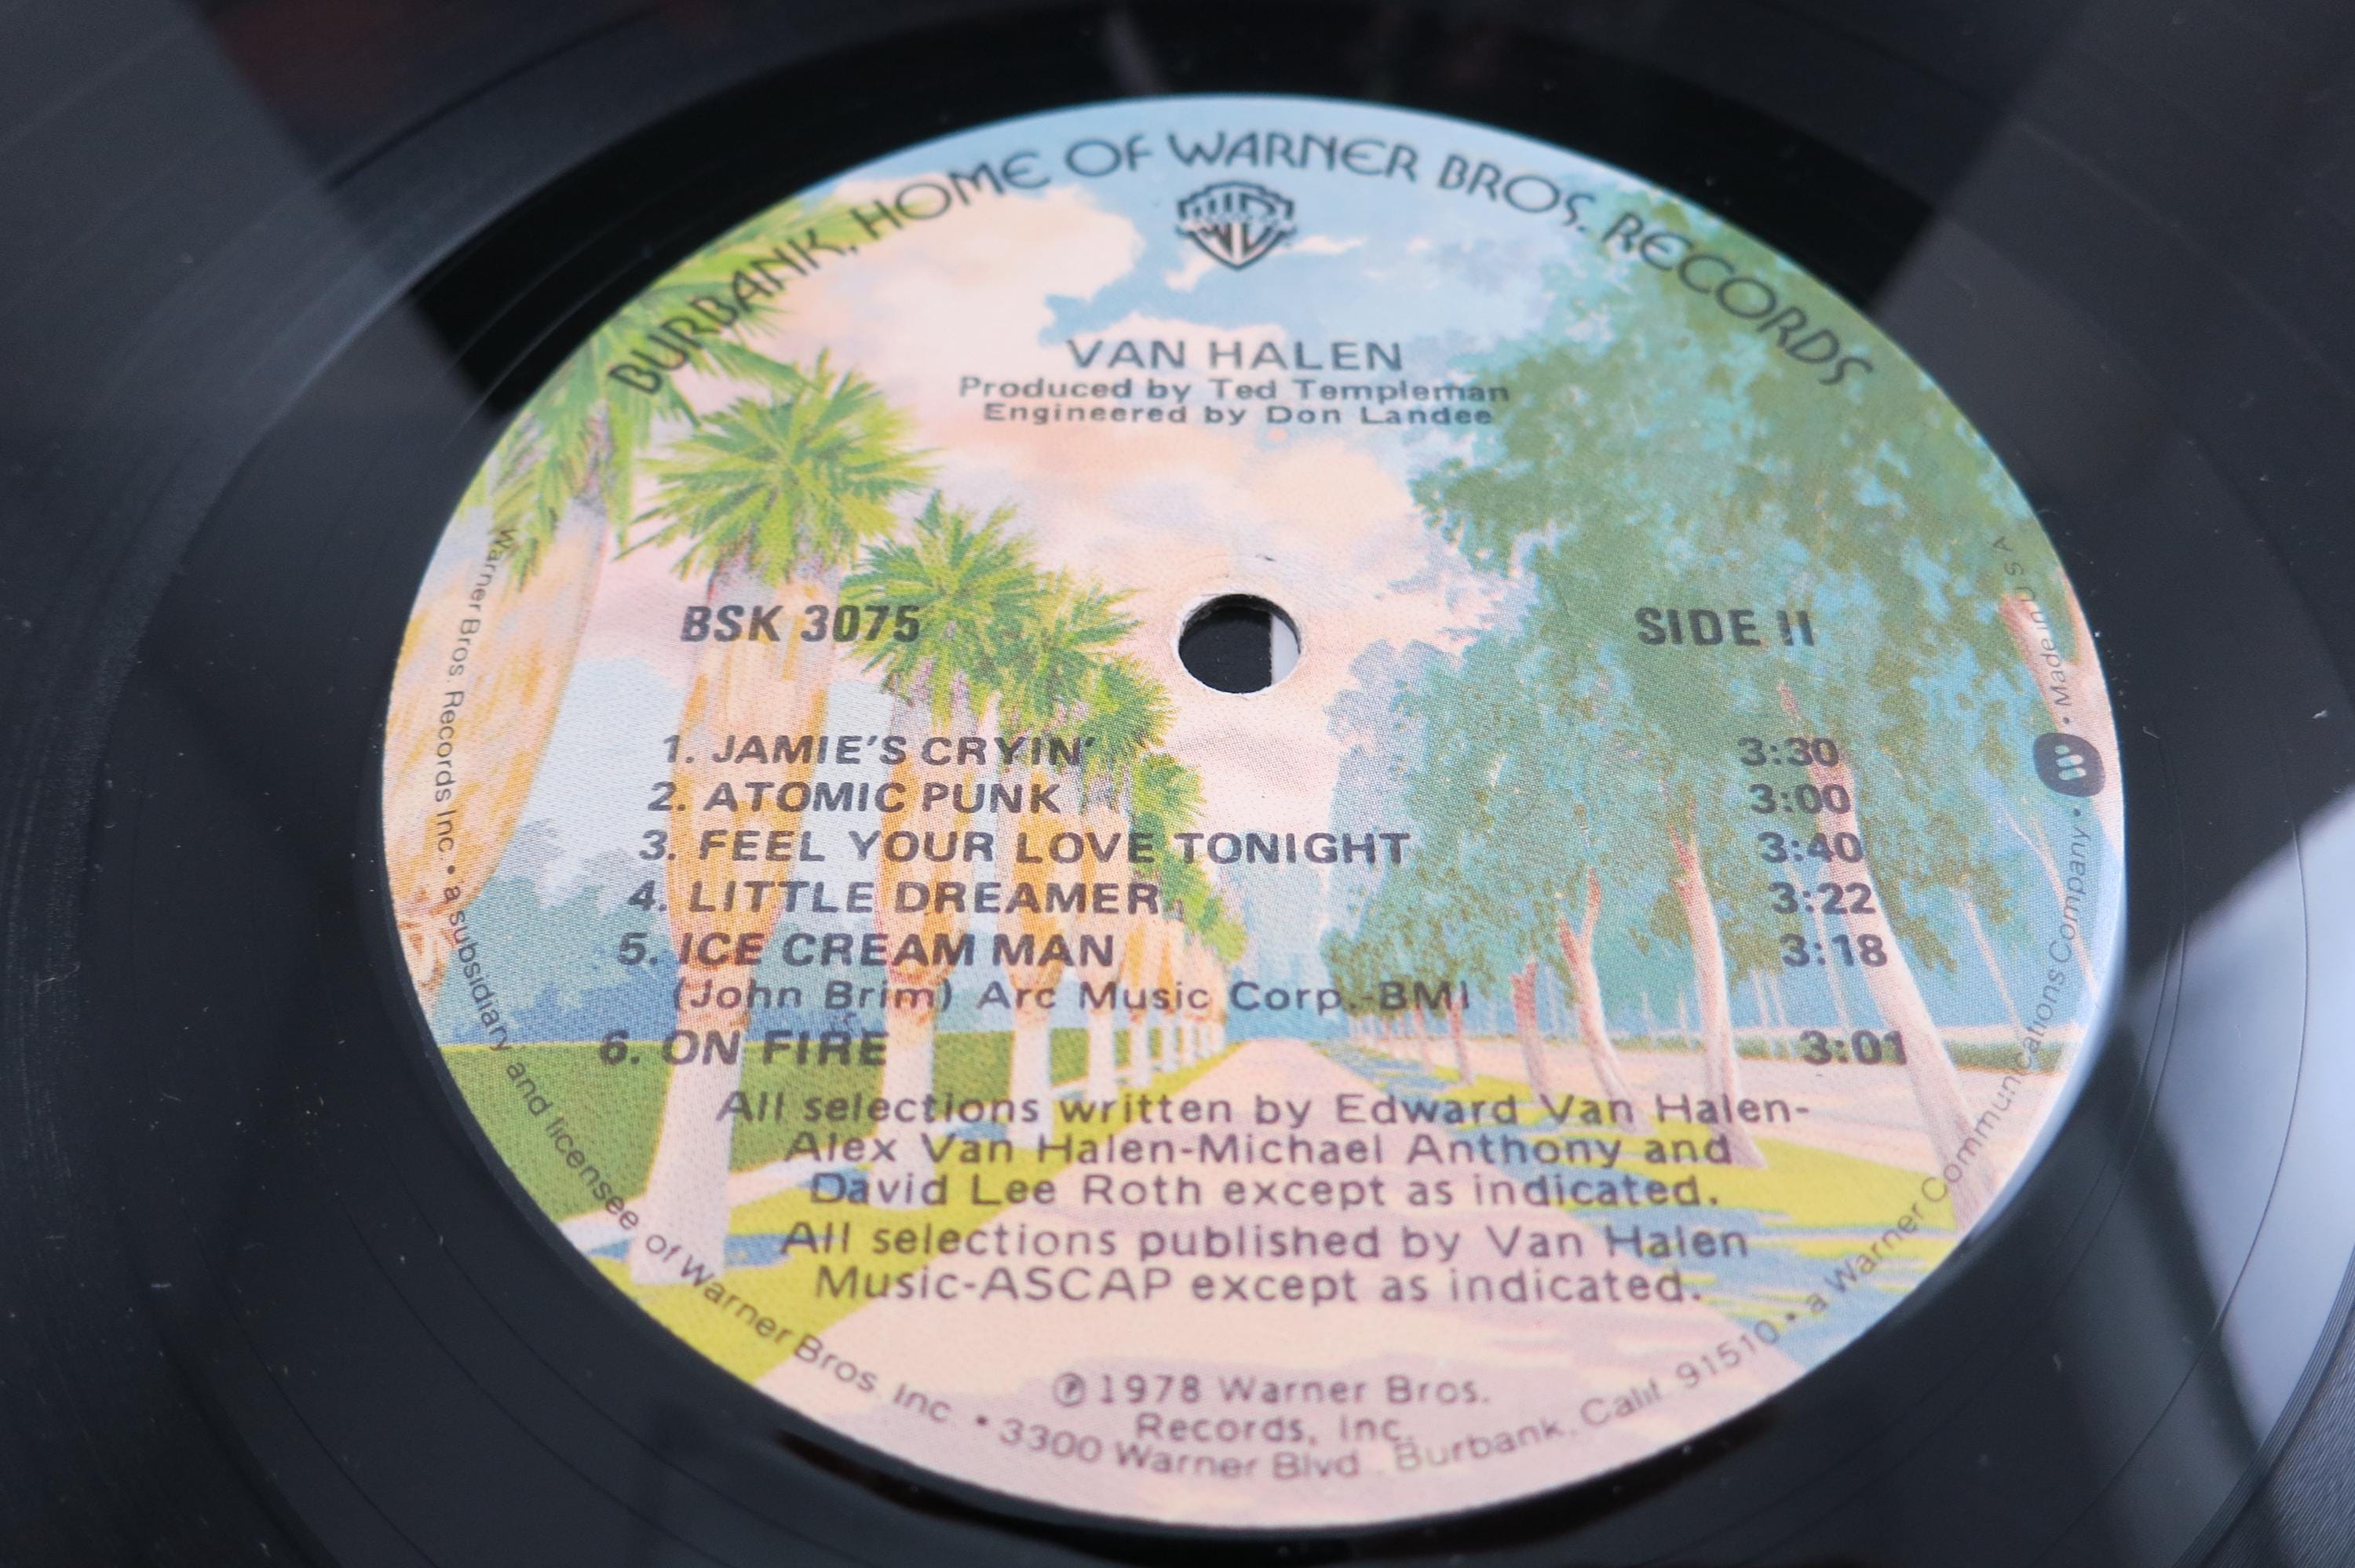 BURBANK, HOME OF WARNER BROS. RECORDS
VAN HALEN
Produced by Ted Templeman
Engineered by Don Landee
BSK 3075
SIDE II
1. JAMIE'S CRYIN' 3:30
2. ATOMIC PUNK 3:00
3. FEEL YOUR LOVE TONIGHT 3:40
4. LITTLE DREAMER 3:22
5. ICE CREAM MAN 3:18
(John Brim) Arc Music Corp.-BMI
6. ON FIRE 3:01
All selections written by Edward Van Halen-
Alex Van Halen-Michael Anthony and
David Lee Roth except as indicated.
All selections published by Van Halen
Music-ASCAP except as indicated.
℗ 1978 Warner Bros.
Records, Inc.
Warner Bros. Records Inc. • a subsidiary and licensee of Warner Bros. Inc. • 3300 Warner Blvd., Burbank, Calif. 91510 • a Warner Communications Company • W • Made in U.S.A.